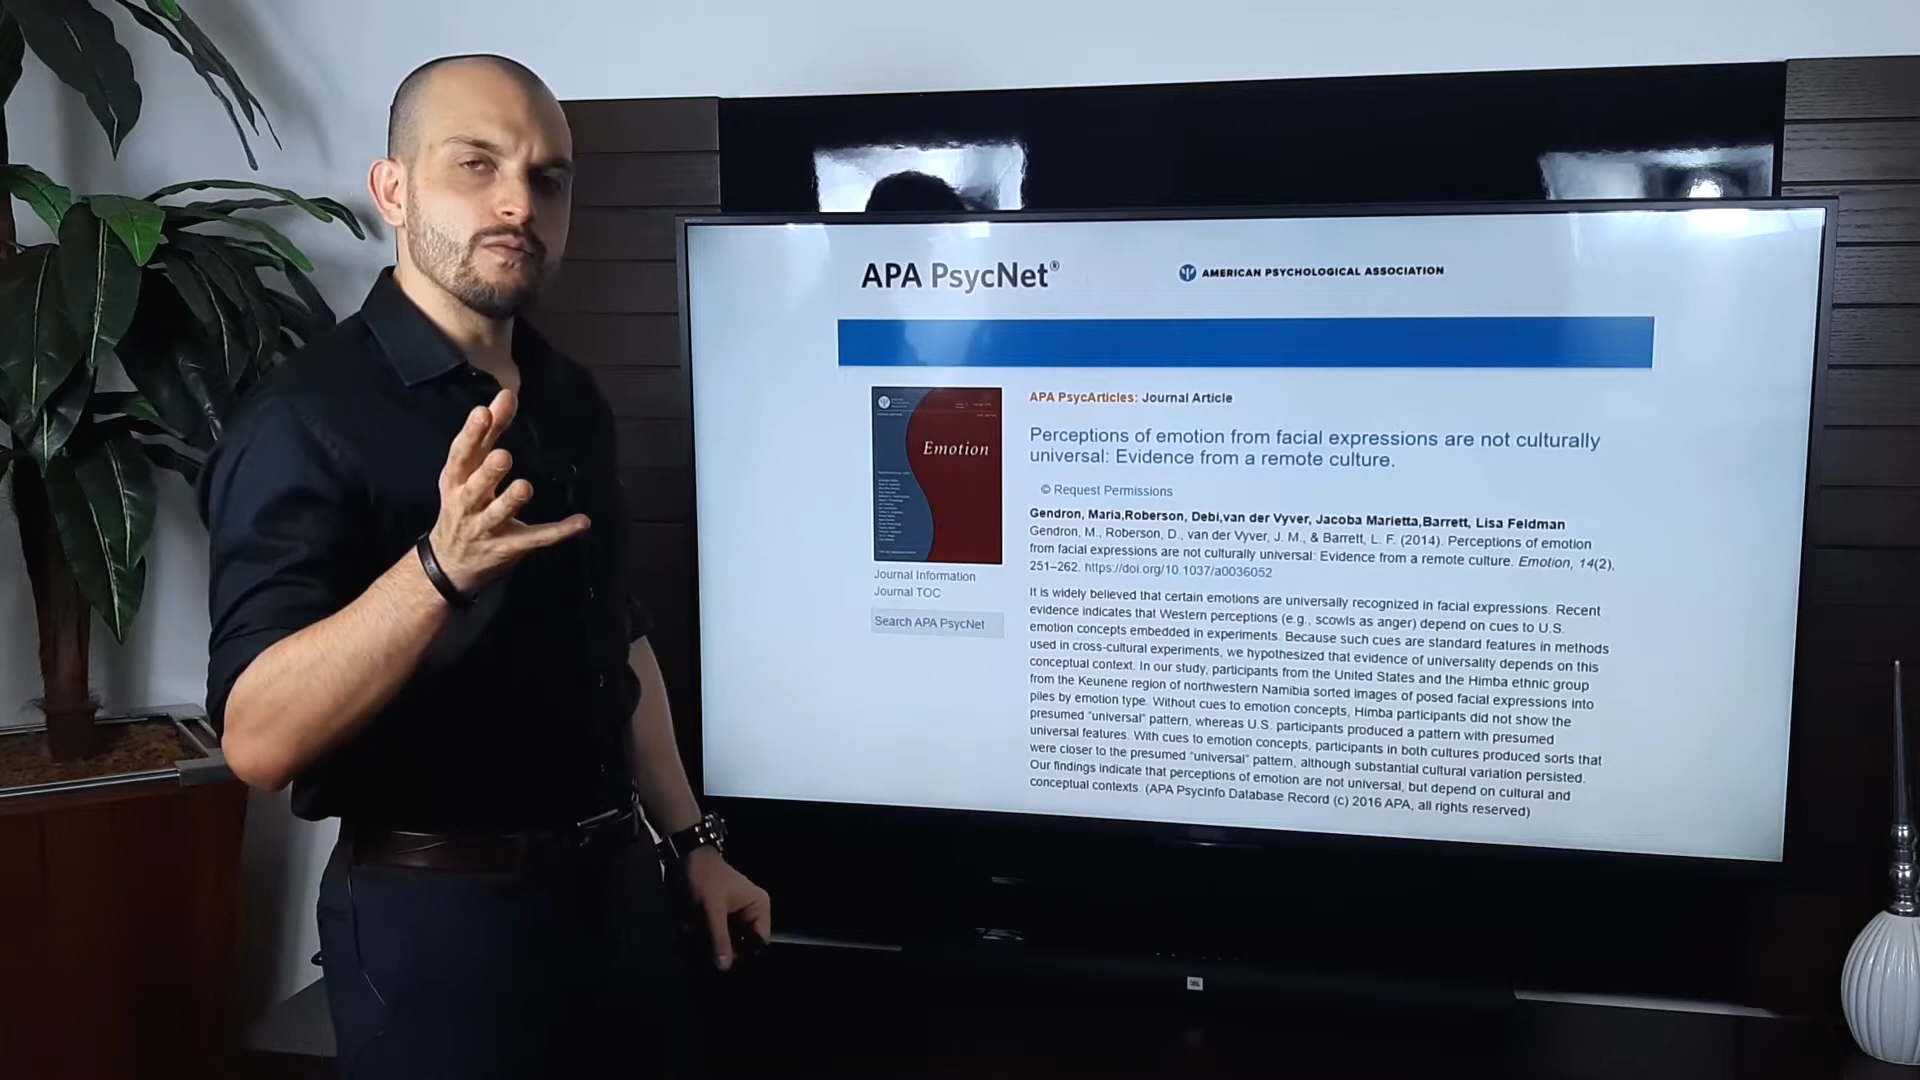 APA PsycNet®
AMERICAN PSYCHOLOGICAL ASSOCIATION
Emotion
Journal Information
Journal TOC
Search APA PsycNet
APA PsycArticles: Journal Article
Perceptions of emotion from facial expressions are not culturally
universal: Evidence from a remote culture.
© Request Permissions
Gendron, Maria,Roberson, Debi,van der Vyver, Jacoba Marietta,Barrett, Lisa Feldman
Gendron, M., Roberson, D., van der Vyver, J. M., & Barrett, L. F. (2014). Perceptions of emotion
from facial expressions are not culturally universal: Evidence from a remote culture. Emotion, 14(2),
251–262. https://doi.org/10.1037/a0036052
It is widely believed that certain emotions are universally recognized in facial expressions. Recent
evidence indicates that Western perceptions (e.g., scowls as anger) depend on cues to U.S.
emotion concepts embedded in experiments. Because such cues are standard features in methods
used in cross-cultural experiments, we hypothesized that evidence of universality depends on this
conceptual context. In our study, participants from the United States and the Himba ethnic group
from the Keunene region of northwestern Namibia sorted images of posed facial expressions into
piles by emotion type. Without cues to emotion concepts, Himba participants did not show the
presumed “universal” pattern, whereas U.S. participants produced a pattern with presumed
universal features. With cues to emotion concepts, participants in both cultures produced sorts that
were closer to the presumed “universal” pattern, although substantial cultural variation persisted.
Our findings indicate that perceptions of emotion are not universal, but depend on cultural and
conceptual contexts. (APA PsycInfo Database Record (c) 2016 APA, all rights reserved)
JBL